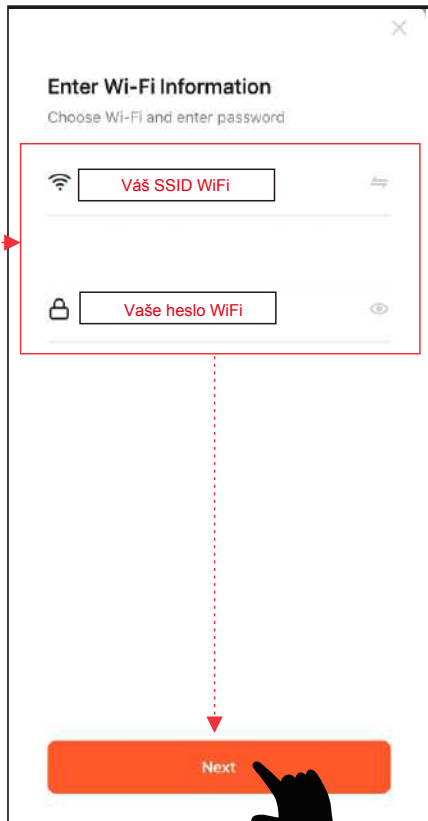 Enter Wi-Fi Information
Choose Wi-Fi and enter password
Váš SSID WiFi
Vaše heslo WiFi
Next